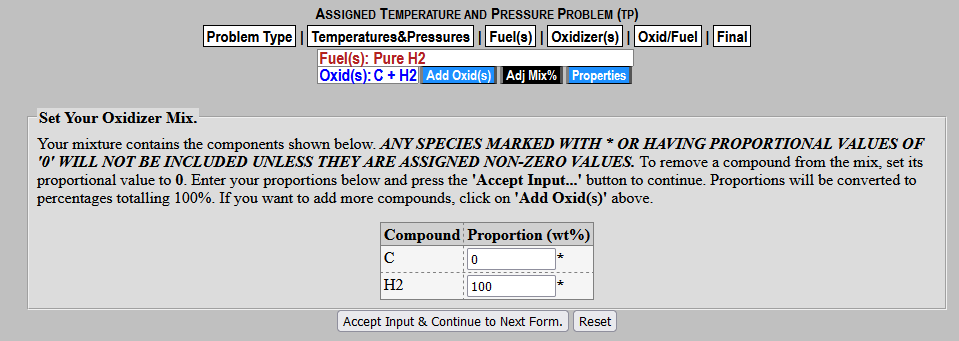 ASSIGNED TEMPERATURE AND PRESSURE PROBLEM (TP)
Problem Type | Temperatures&Pressures | Fuel(s) | Oxidizer(s) | Oxid/Fuel | Final
Fuel(s): Pure H2
Oxid(s): C + H2 Add Oxid(s) Adj Mix% Properties
Set Your Oxidizer Mix.
Your mixture contains the components shown below. ANY SPECIES MARKED WITH * OR HAVING PROPORTIONAL VALUES OF
'0' WILL NOT BE INCLUDED UNLESS THEY ARE ASSIGNED NON-ZERO VALUES. To remove a compound from the mix, set its
proportional value to 0. Enter your proportions below and press the 'Accept Input...' button to continue. Proportions will be converted to
percentages totalling 100%. If you want to add more compounds, click on 'Add Oxid(s)' above.
Compound Proportion (wt%)
C 0 *
H2 100 *
Accept Input & Continue to Next Form. Reset